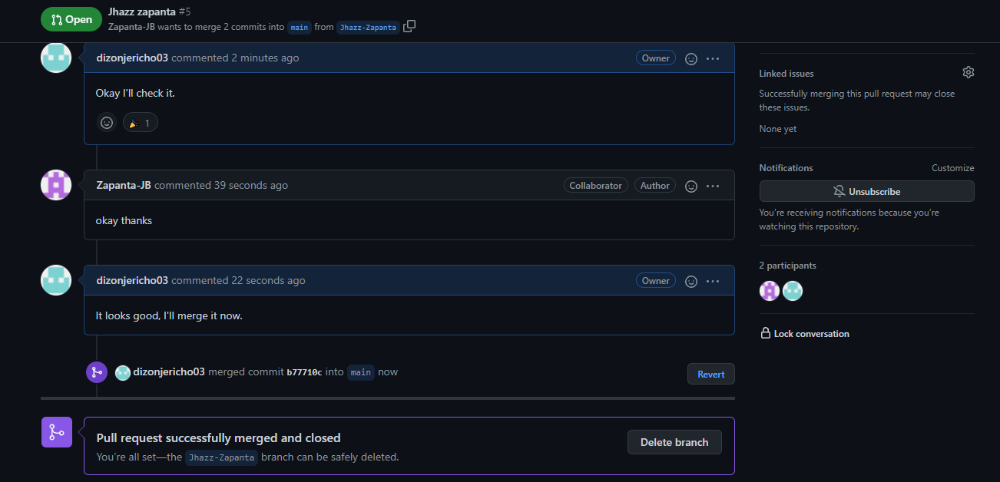 Open
Jhazz zapanta #5
Zapanta-JB wants to merge 2 commits into main from Jhazz-Zapanta
dizonjericho03 commented 2 minutes ago
Owner
Okay I'll check it.
1
Zapanta-JB commented 39 seconds ago
Collaborator
Author
okay thanks
dizonjericho03 commented 22 seconds ago
Owner
It looks good, I'll merge it now.
dizonjericho03 merged commit b77710c into main now
Revert
Pull request successfully merged and closed
You're all set—the Jhazz-Zapanta branch can be safely deleted.
Delete branch
Linked issues
Successfully merging this pull request may close
these issues.
None yet
Notifications
Customize
Unsubscribe
You're receiving notifications because you're
watching this repository.
2 participants
Lock conversation